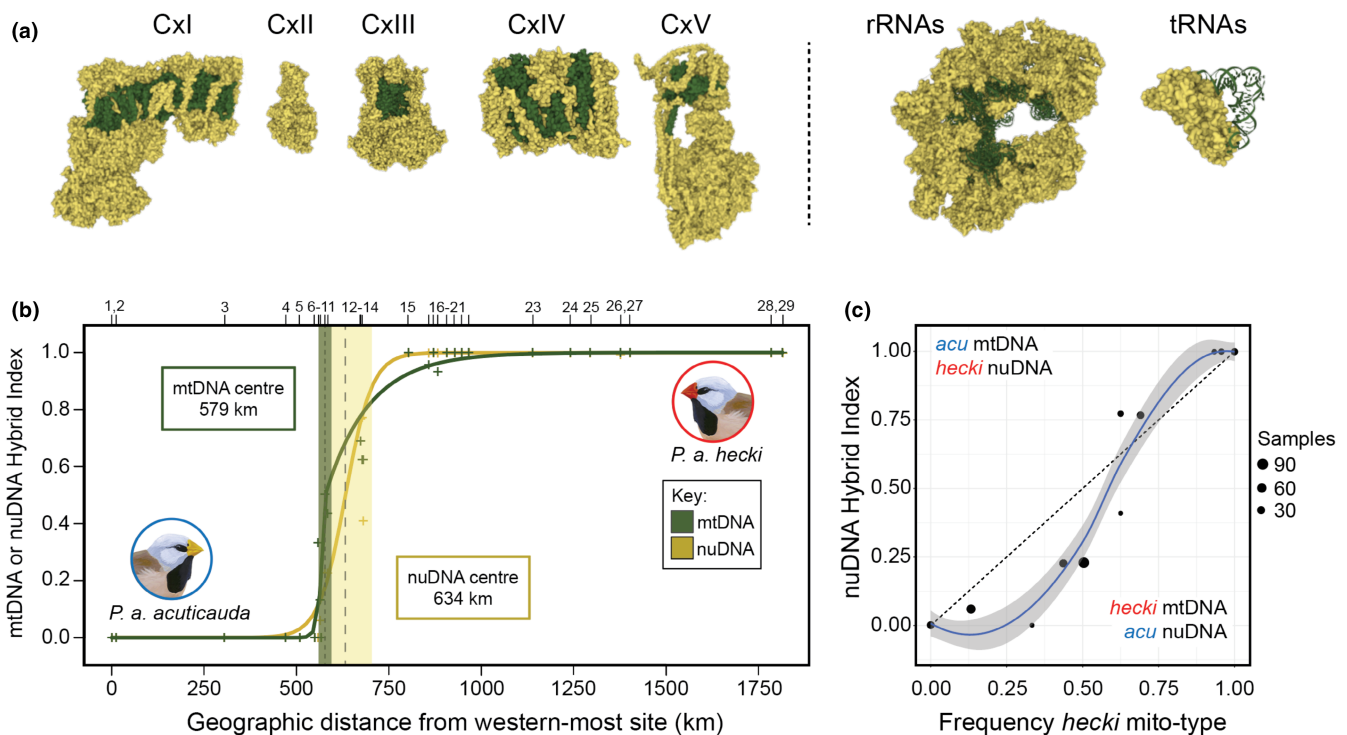 (a)
CxI CxII CxIII CxIV CxV rRNAs tRNAs
(b)
1,2 3 4 5 6-11 12-14 15 16-21 23 24 25 26,27 28,29
mtDNA or nuDNA Hybrid Index
1.0
0.8
0.6
0.4
0.2
0.0
mtDNA centre
579 km
P. a. hecki
Key:
mtDNA
nuDNA
nuDNA centre
634 km
P. a. acuticauda
0 250 500 750 1000 1250 1500 1750
Geographic distance from western-most site (km)
(c)
nuDNA Hybrid Index
1.00
0.75
0.50
0.25
0.00
acu mtDNA
hecki nuDNA
hecki mtDNA
acu nuDNA
0.00 0.25 0.50 0.75 1.00
Frequency hecki mito-type
Samples
90
60
30